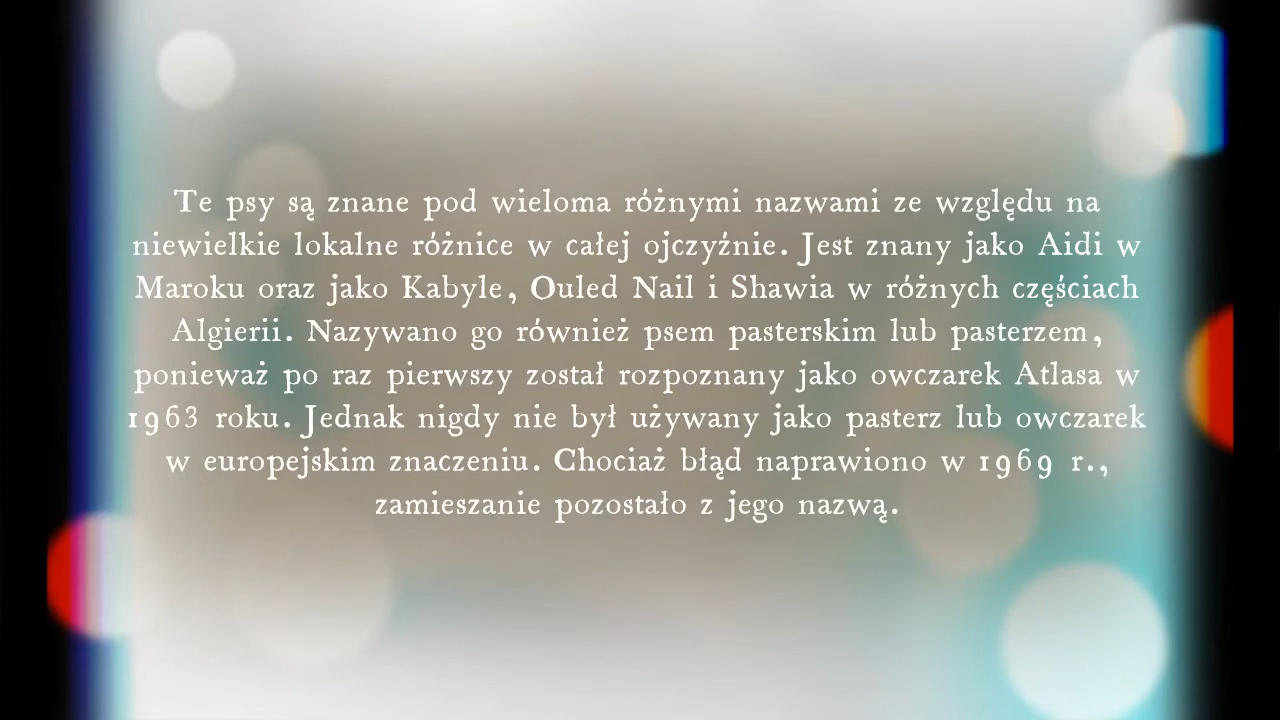 Te psy są znane pod wieloma różnymi nazwami ze względu na
niewielkie lokalne różnice w całej ojczyźnie. Jest znany jako Aidi w
Maroku oraz jako Kabyle, Ouled Nail i Shawia w różnych częściach
Algierii. Nazywano go również psem pasterskim lub pasterzem,
ponieważ po raz pierwszy został rozpoznany jako owczarek Atlasa w
1963 roku. Jednak nigdy nie był używany jako pasterz lub owczarek
w europejskim znaczeniu. Chociaż błąd naprawiono w 1969 r.,
zamieszanie pozostało z jego nazwą.